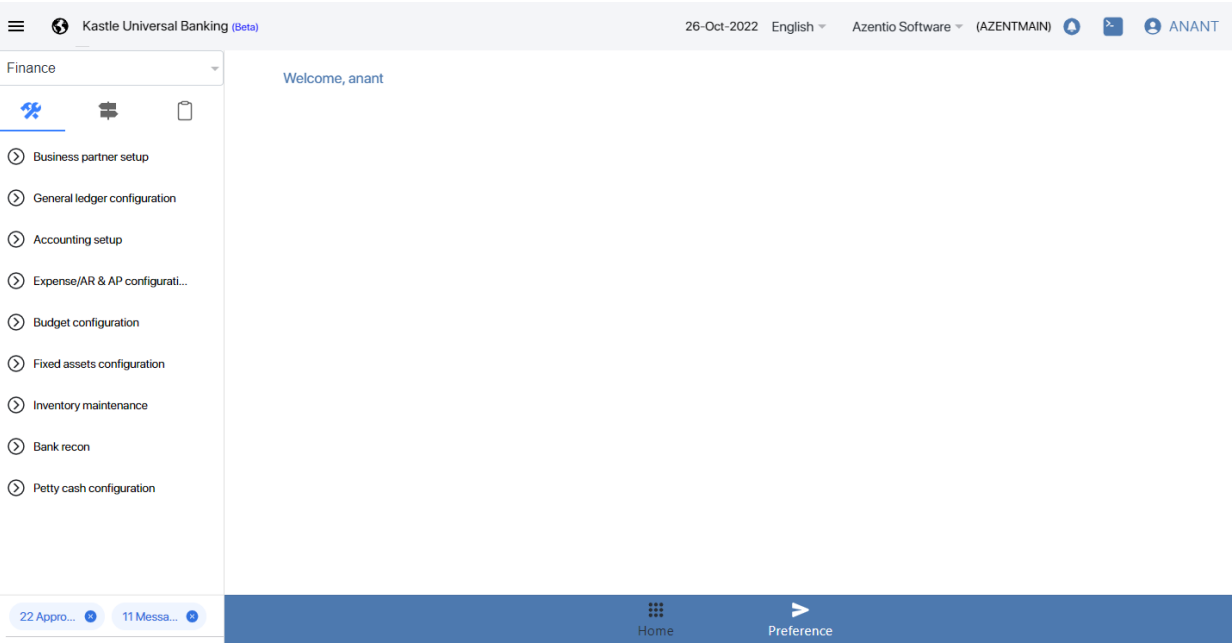 Kastle Universal Banking (Beta) 26-Oct-2022 English Azentio Software (AZENTMAIN) ANANT
Finance
Welcome, anant
Business partner setup
General ledger configuration
Accounting setup
Expense/AR & AP configurati...
Budget configuration
Fixed assets configuration
Inventory maintenance
Bank recon
Petty cash configuration
22 Appro... 11 Messa...
Home Preference